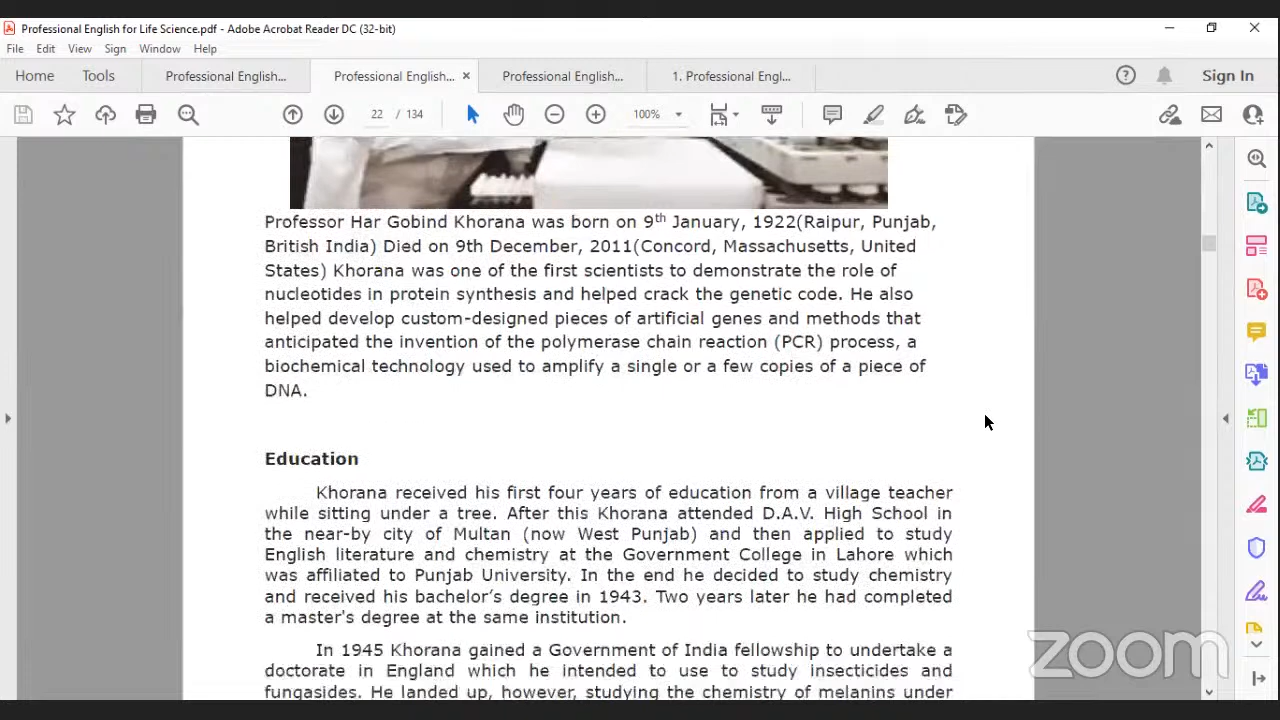 Professional English for Life Science.pdf - Adobe Acrobat Reader DC (32-bit)
File Edit View Sign Window Help
Home Tools Professional English... Professional English... × Professional English... 1. Professional Engl... Sign In
22 / 134 100%
Professor Har Gobind Khorana was born on 9th January, 1922(Raipur, Punjab,
British India) Died on 9th December, 2011(Concord, Massachusetts, United
States) Khorana was one of the first scientists to demonstrate the role of
nucleotides in protein synthesis and helped crack the genetic code. He also
helped develop custom-designed pieces of artificial genes and methods that
anticipated the invention of the polymerase chain reaction (PCR) process, a
biochemical technology used to amplify a single or a few copies of a piece of
DNA.
Education
Khorana received his first four years of education from a village teacher
while sitting under a tree. After this Khorana attended D.A.V. High School in
the near-by city of Multan (now West Punjab) and then applied to study
English literature and chemistry at the Government College in Lahore which
was affiliated to Punjab University. In the end he decided to study chemistry
and received his bachelor's degree in 1943. Two years later he had completed
a master's degree at the same institution.
In 1945 Khorana gained a Government of India fellowship to undertake a
doctorate in England which he intended to use to study insecticides and
fungasides. He landed up, however, studying the chemistry of melanins under
zoom